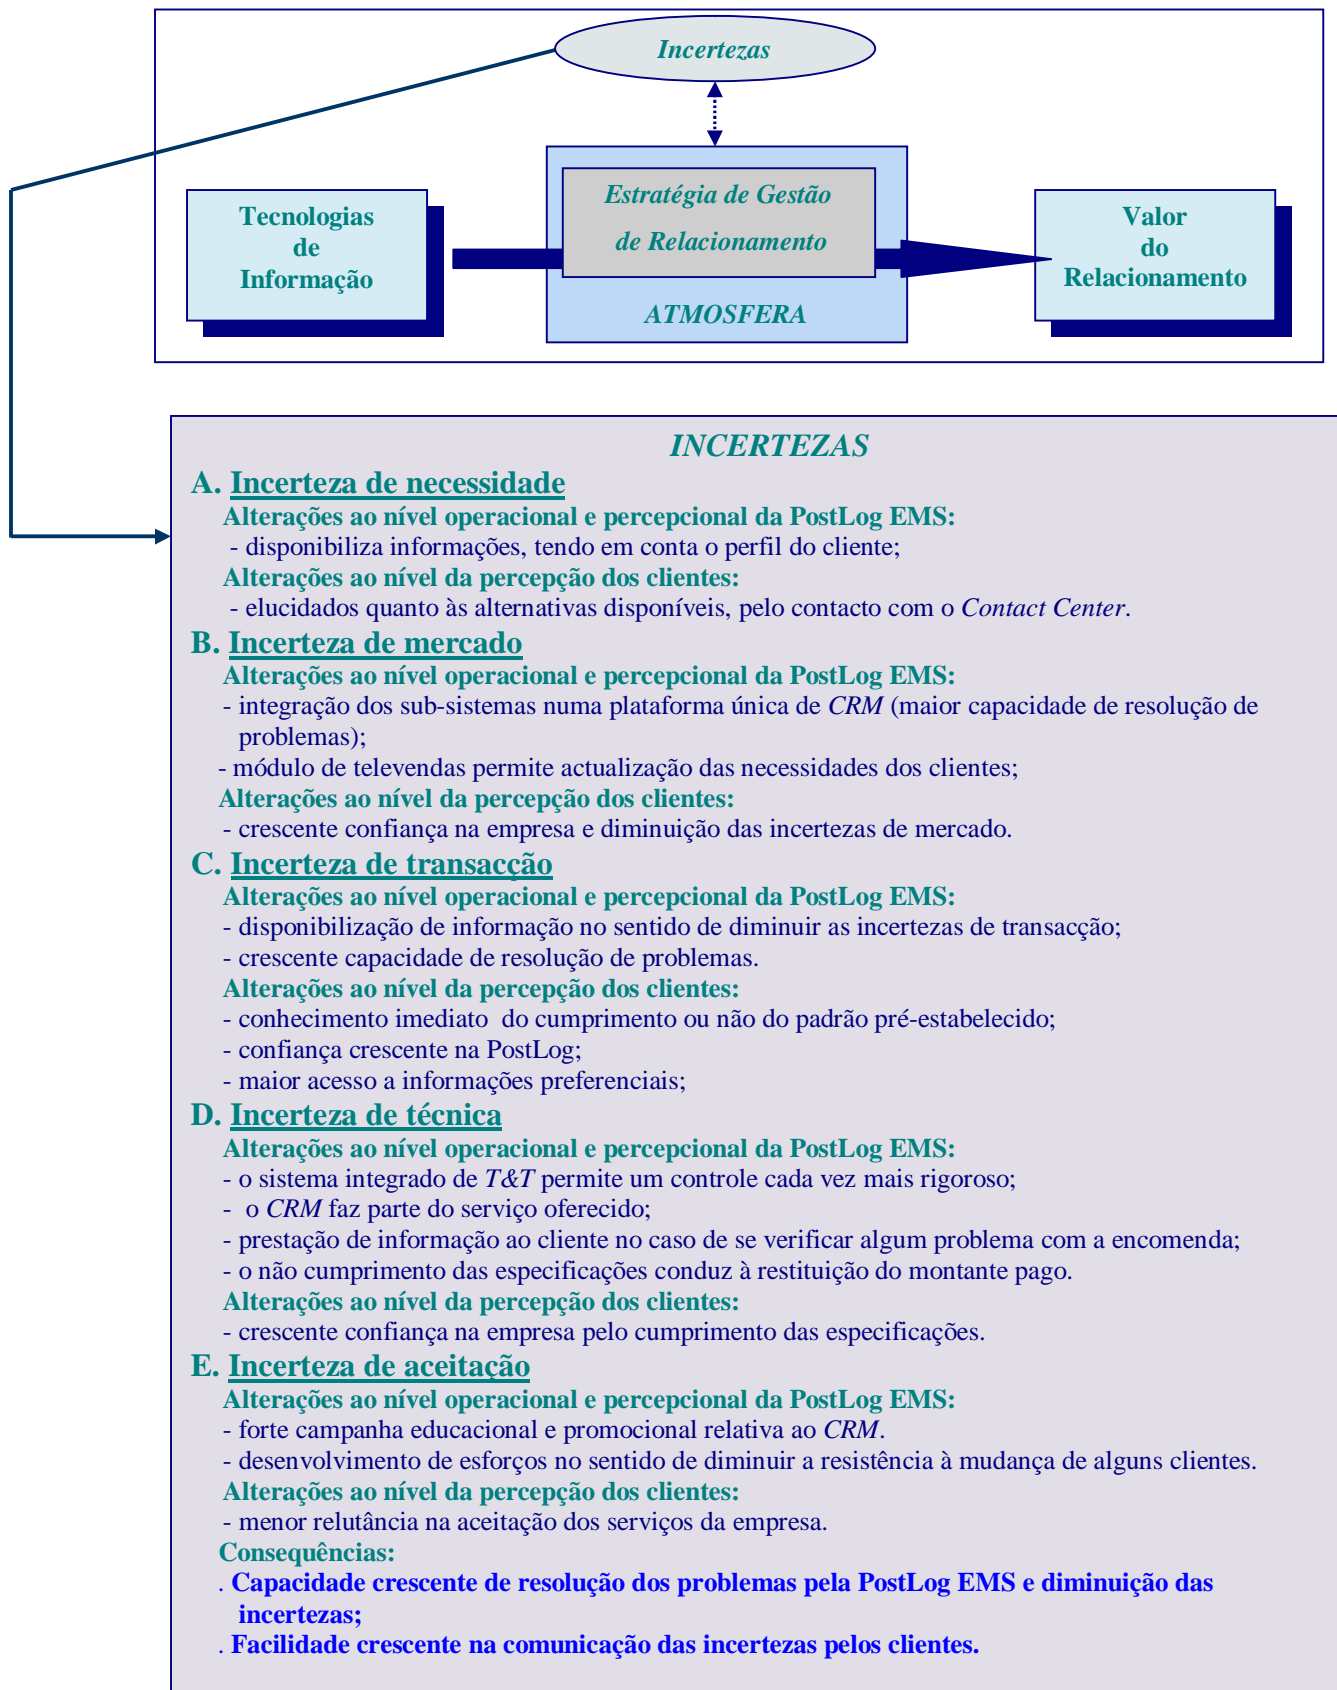 Incertezas
Estratégia de Gestão
de Relacionamento
ATMOSFERA
Tecnologias
de
Informação
Valor
do
Relacionamento
INCERTEZAS
A. Incerteza de necessidade
Alterações ao nível operacional e percepcional da PostLog EMS:
- disponibiliza informações, tendo em conta o perfil do cliente;
Alterações ao nível da percepção dos clientes:
- elucidados quanto às alternativas disponíveis, pelo contacto com o Contact Center.
B. Incerteza de mercado
Alterações ao nível operacional e percepcional da PostLog EMS:
- integração dos sub-sistemas numa plataforma única de CRM (maior capacidade de resolução de
problemas);
- módulo de televendas permite actualização das necessidades dos clientes;
Alterações ao nível da percepção dos clientes:
- crescente confiança na empresa e diminuição das incertezas de mercado.
C. Incerteza de transacção
Alterações ao nível operacional e percepcional da PostLog EMS:
- disponibilização de informação no sentido de diminuir as incertezas de transacção;
- crescente capacidade de resolução de problemas.
Alterações ao nível da percepção dos clientes:
- conhecimento imediato do cumprimento ou não do padrão pré-estabelecido;
- confiança crescente na PostLog;
- maior acesso a informações preferenciais;
D. Incerteza de técnica
Alterações ao nível operacional e percepcional da PostLog EMS:
- o sistema integrado de T&T permite um controle cada vez mais rigoroso;
- o CRM faz parte do serviço oferecido;
- prestação de informação ao cliente no caso de se verificar algum problema com a encomenda;
- o não cumprimento das especificações conduz à restituição do montante pago.
Alterações ao nível da percepção dos clientes:
- crescente confiança na empresa pelo cumprimento das especificações.
E. Incerteza de aceitação
Alterações ao nível operacional e percepcional da PostLog EMS:
- forte campanha educacional e promocional relativa ao CRM.
- desenvolvimento de esforços no sentido de diminuir a resistência à mudança de alguns clientes.
Alterações ao nível da percepção dos clientes:
- menor relutância na aceitação dos serviços da empresa.
Consequências:
. Capacidade crescente de resolução dos problemas pela PostLog EMS e diminuição das
incertezas;
. Facilidade crescente na comunicação das incertezas pelos clientes.